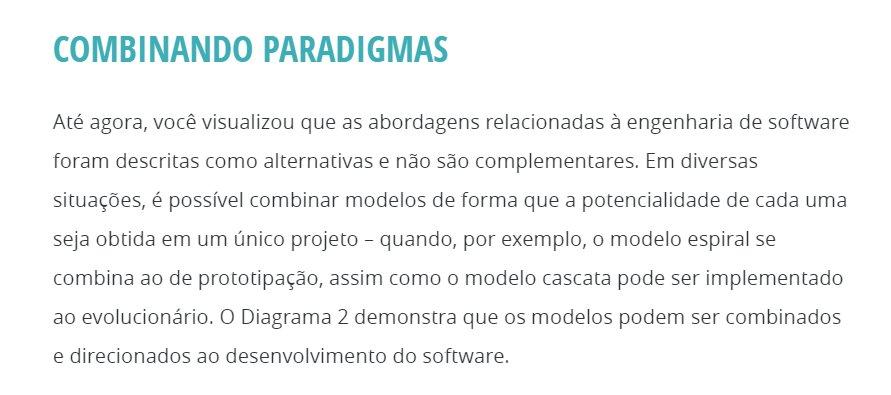 COMBINANDO PARADIGMAS
Até agora, você visualizou que as abordagens relacionadas à engenharia de software
foram descritas como alternativas e não são complementares. Em diversas
situações, é possível combinar modelos de forma que a potencialidade de cada uma
seja obtida em um único projeto – quando, por exemplo, o modelo espiral se
combina ao de prototipação, assim como o modelo cascata pode ser implementado
ao evolucionário. O Diagrama 2 demonstra que os modelos podem ser combinados
e direcionados ao desenvolvimento do software.